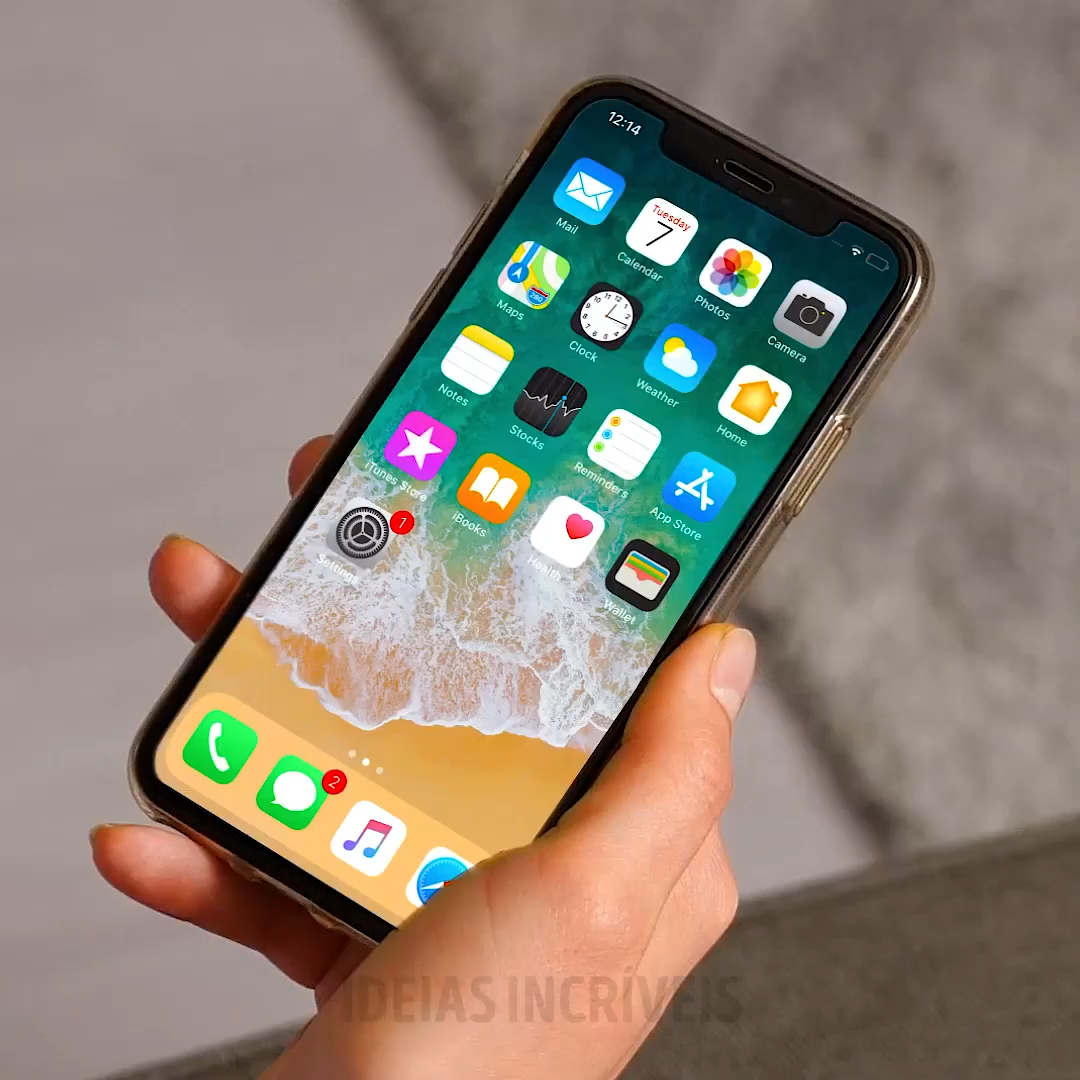 12:14
Mail
Tuesday
7
Calendar
Photos
Camera
Maps
280
Clock
Weather
Home
Notes
Stocks
Reminders
App Store
iTunes Store
iBooks
Health
Wallet
Settings
1
2
IDEIAS INCRÍVEIS